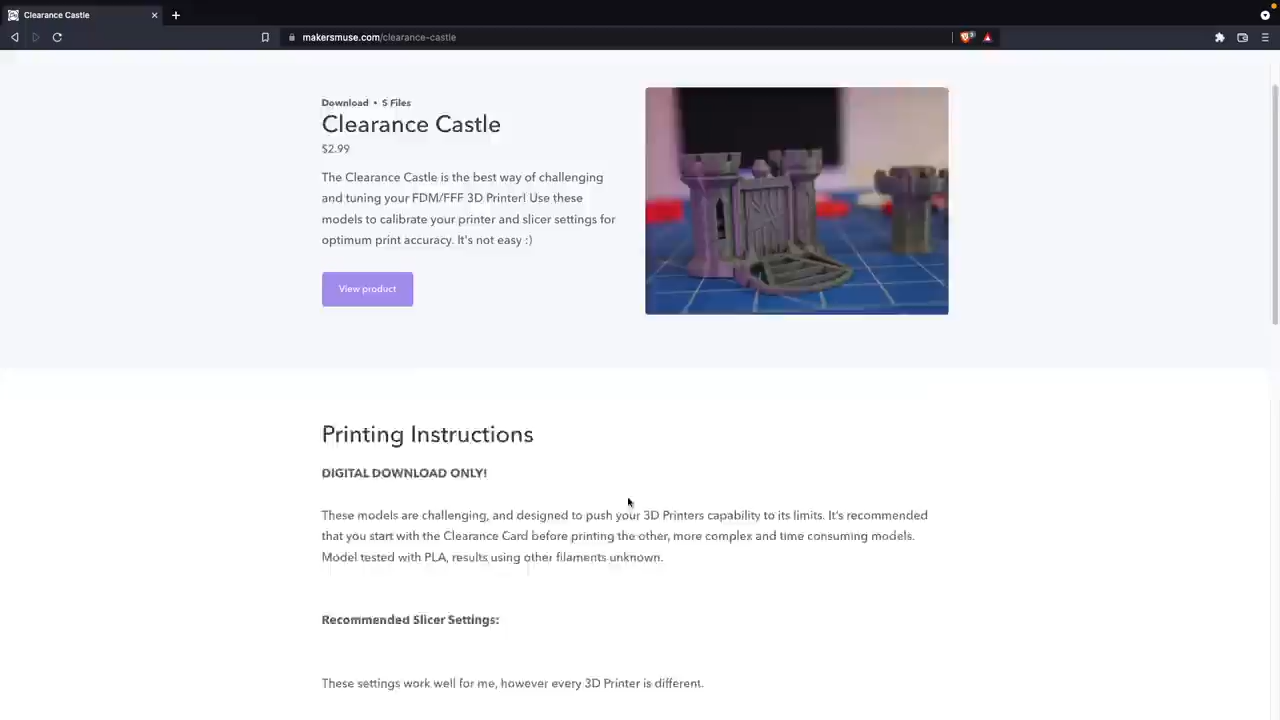 Clearance Castle
makersmuse.com/clearance-castle
Download • 5 Files
Clearance Castle
$2.99
The Clearance Castle is the best way of challenging
and tuning your FDM/FFF 3D Printer! Use these
models to calibrate your printer and slicer settings for
optimum print accuracy. It's not easy :)
View product
Printing Instructions
DIGITAL DOWNLOAD ONLY!
These models are challenging, and designed to push your 3D Printers capability to its limits. It's recommended
that you start with the Clearance Card before printing the other, more complex and time consuming models.
Model tested with PLA, results using other filaments unknown.
Recommended Slicer Settings:
These settings work well for me, however every 3D Printer is different.